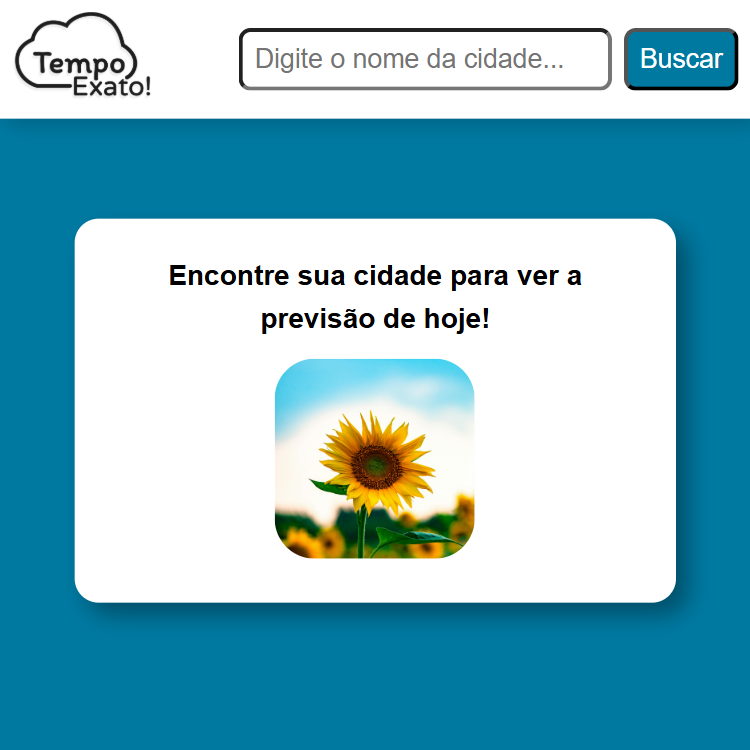 Tempo
Exato!
Digite o nome da cidade...
Buscar
Encontre sua cidade para ver a
previsão de hoje!